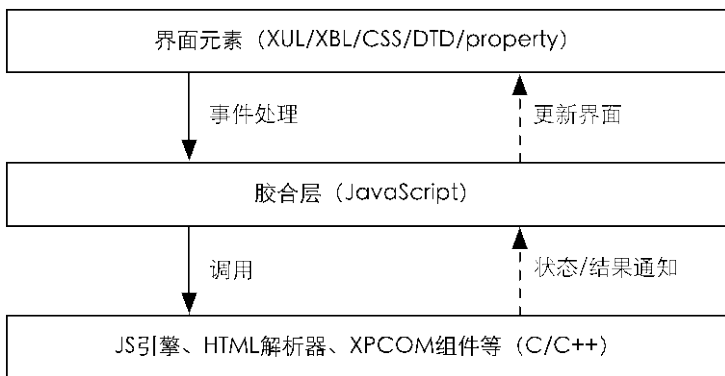 界面元素（XUL/XBL/CSS/DTD/property）
事件处理
更新界面
胶合层（JavaScript）
调用
状态/结果通知
JS引擎、HTML解析器、XPCOM组件等（C/C++）